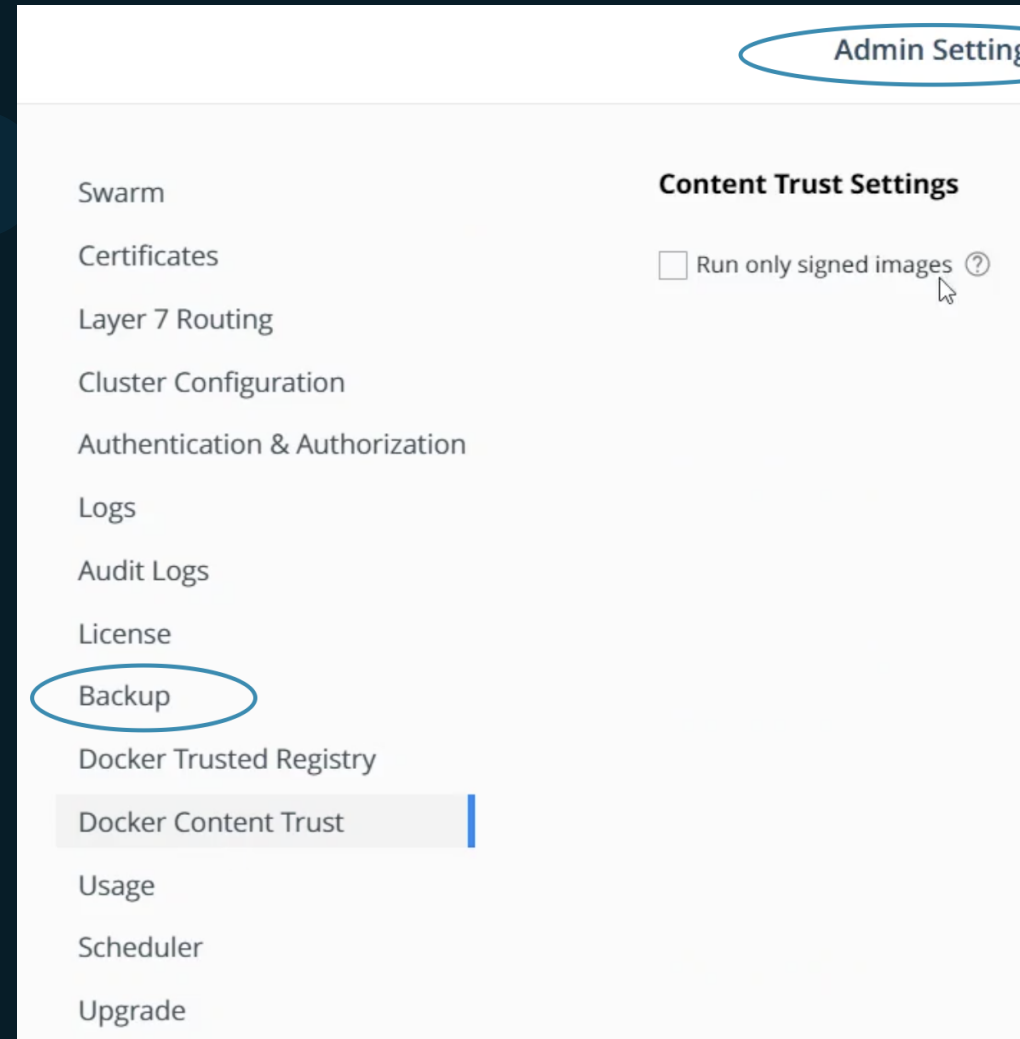 Admin Setting
Swarm
Certificates
Layer 7 Routing
Cluster Configuration
Authentication & Authorization
Logs
Audit Logs
License
Backup
Docker Trusted Registry
Docker Content Trust
Usage
Scheduler
Upgrade
Content Trust Settings
Run only signed images ?